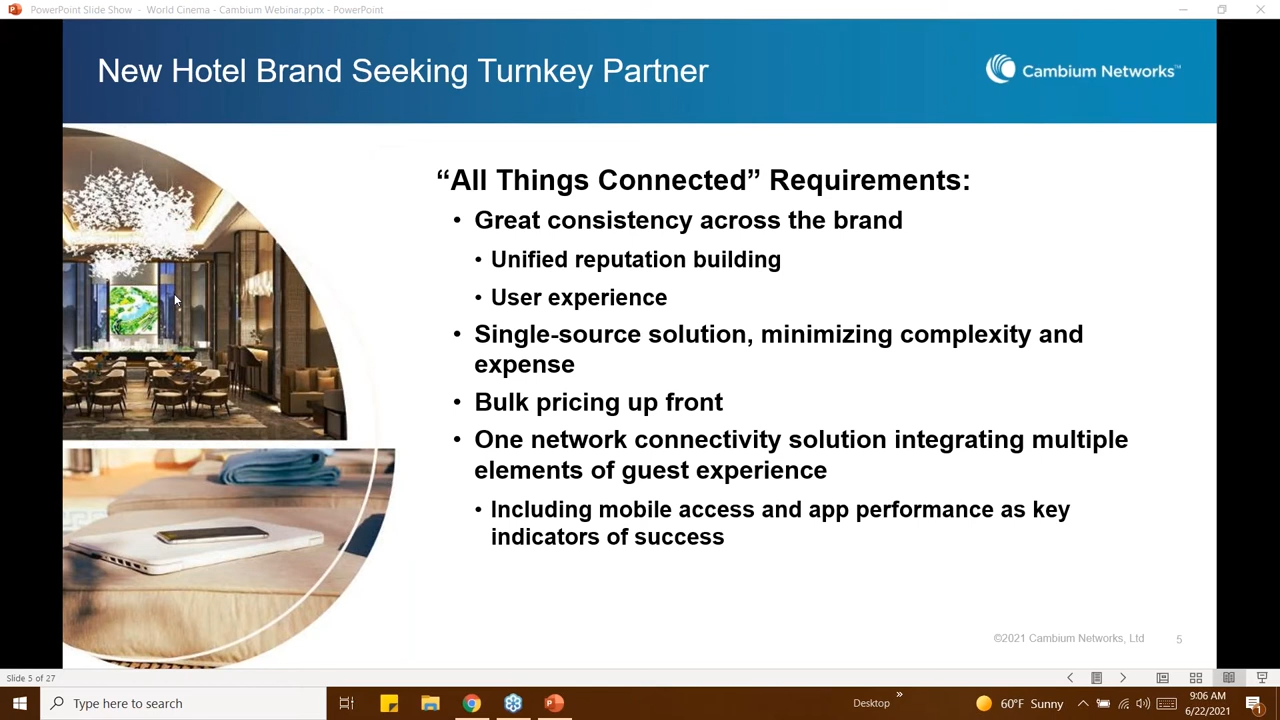 PowerPoint Slide Show - World Cinema - Cambium Webinar.pptx - PowerPoint
New Hotel Brand Seeking Turnkey Partner
Cambium Networks™
“All Things Connected” Requirements:
• Great consistency across the brand
• Unified reputation building
• User experience
• Single-source solution, minimizing complexity and
expense
• Bulk pricing up front
• One network connectivity solution integrating multiple
elements of guest experience
• Including mobile access and app performance as key
indicators of success
©2021 Cambium Networks, Ltd 5
Slide 5 of 27
Type here to search
Desktop
»
60°F Sunny
9:06 AM
6/22/2021
1